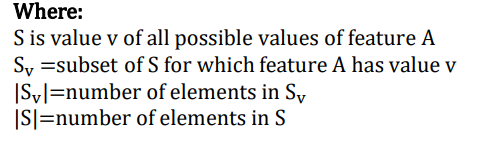 Where:
S is value v of all possible values of feature A
Sᵥ =subset of S for which feature A has value v
|Sᵥ|=number of elements in Sᵥ
|S|=number of elements in S